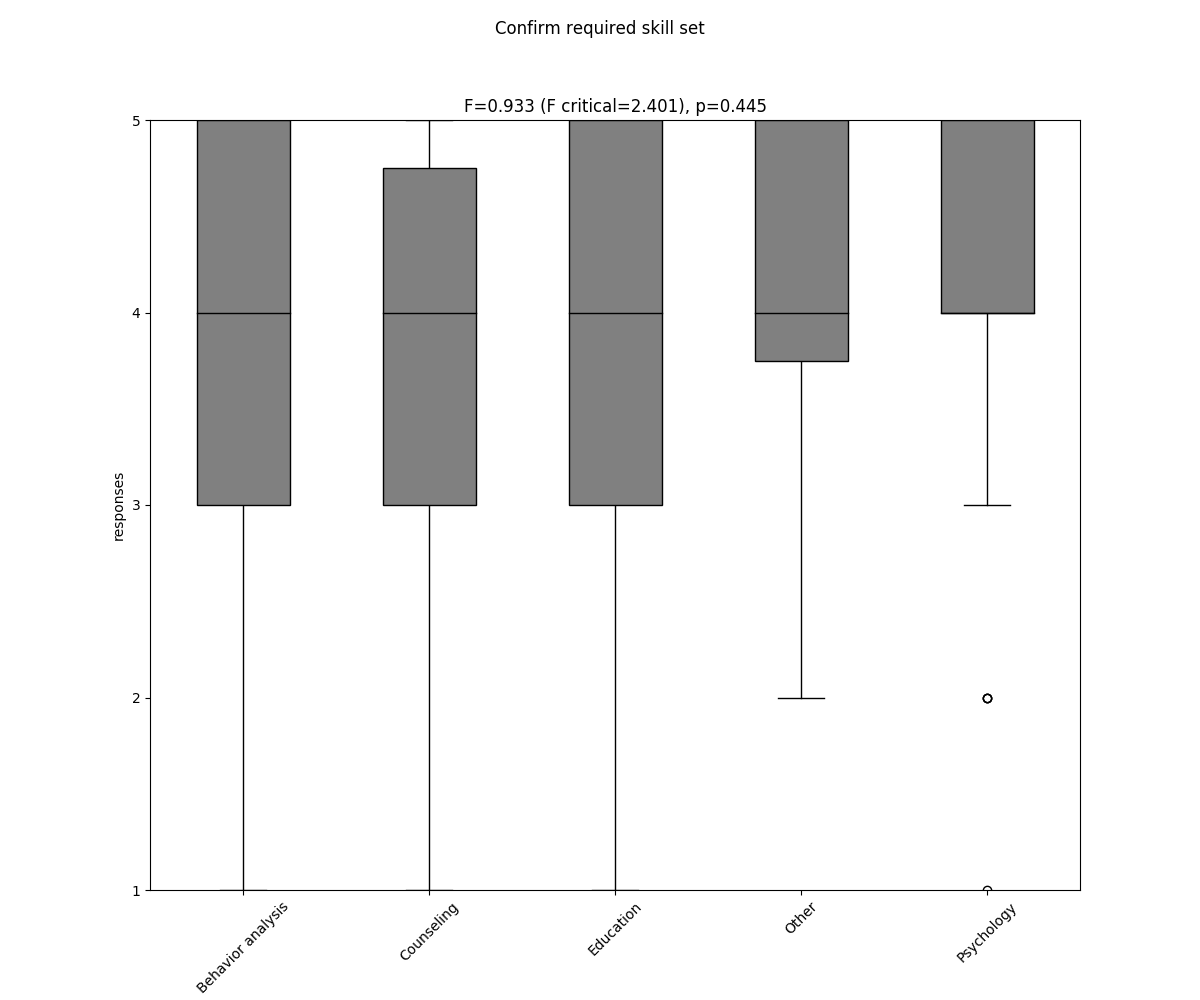 Confirm required skill set
F=0.933 (F critical=2.401), p=0.445
5
4
3
2
1
responses
Behavior analysis
Counseling
Education
Other
Psychology